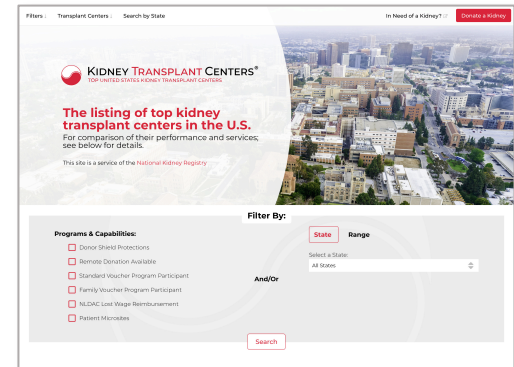 Filters
Transplant Centers
Search by State
In Need of a Kidney?
Donate a Kidney
KIDNEY TRANSPLANT CENTERS®
TOP UNITED STATES KIDNEY TRANSPLANT CENTERS
The listing of top kidney
transplant centers in the U.S.
For comparison of their performance and services;
see below for details.
This site is a service of the National Kidney Registry
Filter By:
Programs & Capabilities:
Donor Shield Protections
Remote Donation Available
Standard Voucher Program Participant
Family Voucher Program Participant
NLDAC Lost Wage Reimbursement
Patient Microsites
And/Or
State
Range
Select a State:
All States
Search